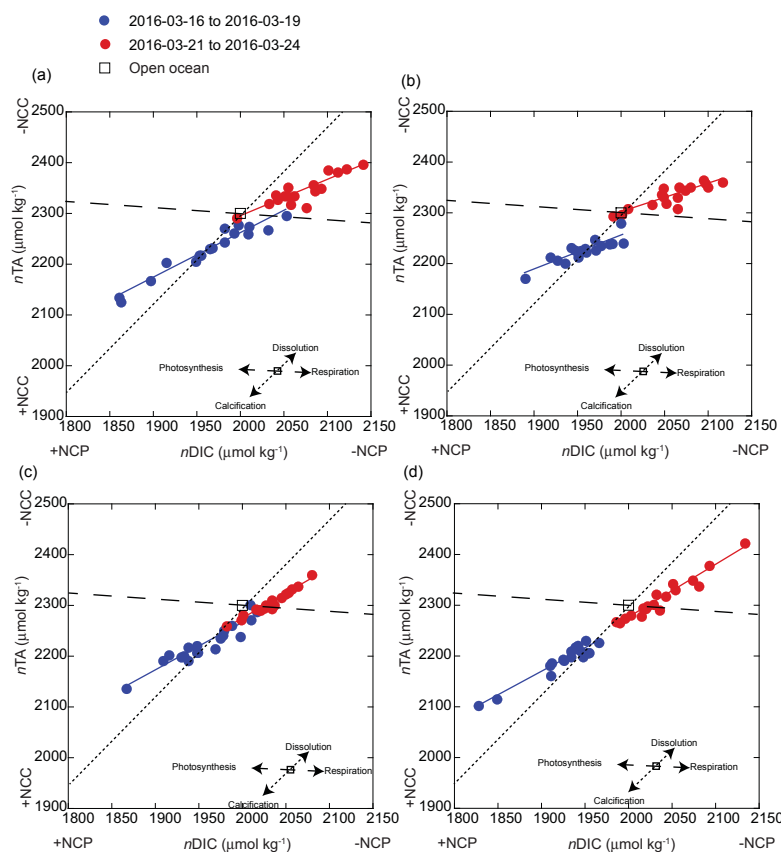 2016-03-16 to 2016-03-19
2016-03-21 to 2016-03-24
Open ocean
(a)
-NCC
2500
2400
2300
2200
2100
2000
1900
nTA (µmol kg⁻¹)
+NCC
Dissolution
Photosynthesis
Respiration
Calcification
1800 1850 1900 1950 2000 2050 2100 2150
+NCP nDIC (µmol kg⁻¹) -NCP
(b)
-NCC
2500
2400
2300
2200
2100
2000
1900
nTA (µmol kg⁻¹)
+NCC
Dissolution
Photosynthesis
Respiration
Calcification
1800 1850 1900 1950 2000 2050 2100 2150
+NCP nDIC (µmol kg⁻¹) -NCP
(c)
-NCC
2500
2400
2300
2200
2100
2000
1900
nTA (µmol kg⁻¹)
+NCC
Dissolution
Photosynthesis
Respiration
Calcification
1800 1850 1900 1950 2000 2050 2100 2150
+NCP nDIC (µmol kg⁻¹) -NCP
(d)
-NCC
2500
2400
2300
2200
2100
2000
1900
nTA (µmol kg⁻¹)
+NCC
Dissolution
Photosynthesis
Respiration
Calcification
1800 1850 1900 1950 2000 2050 2100 2150
+NCP nDIC (µmol kg⁻¹) -NCP